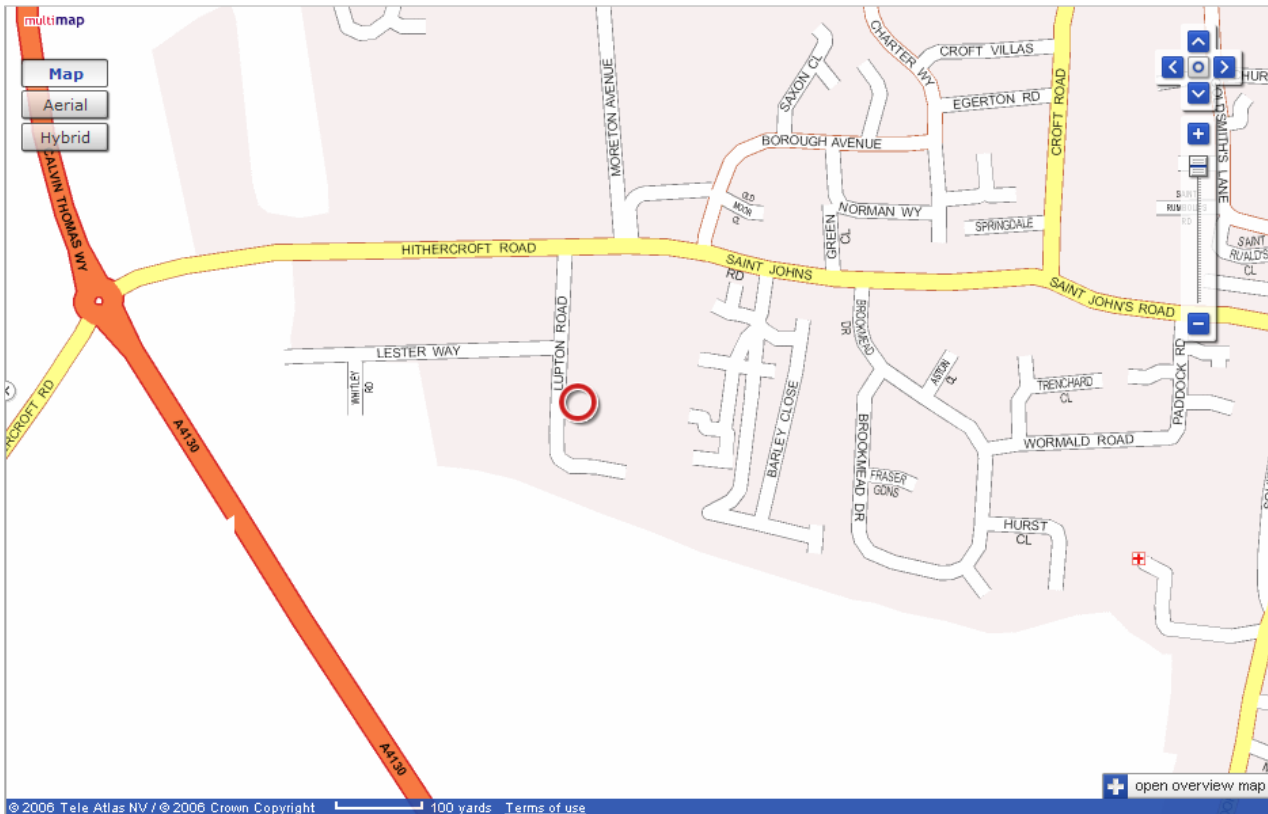 multimap
Map
Aerial
Hybrid
CALVIN THOMAS WY
A4130
A4130
HITHERCROFT ROAD
MORETON AVENUE
SAXON CL
CHARTER WY
CROFT VILLAS
EGERTON RD
CROFT ROAD
BOROUGH AVENUE
OLD
MOOR
CL
NORMAN WY
GREEN
CL
SPRINGDALE
SAINT JOHNS
RD
SAINT JOHN'S ROAD
SAINT
RUALD'S
CL
LESTER WAY
WHITLEY
RD
LUPTON ROAD
BARLEY CLOSE
BROOKMEAD
DR
BROOKMEAD DR
ASTON
CL
TRENCHARD
CL
WORMALD ROAD
PADDOCK RD
FRASER
GDNS
HURST
CL
open overview map
© 2006 Tele Atlas NV / © 2006 Crown Copyright
100 yards
Terms of use